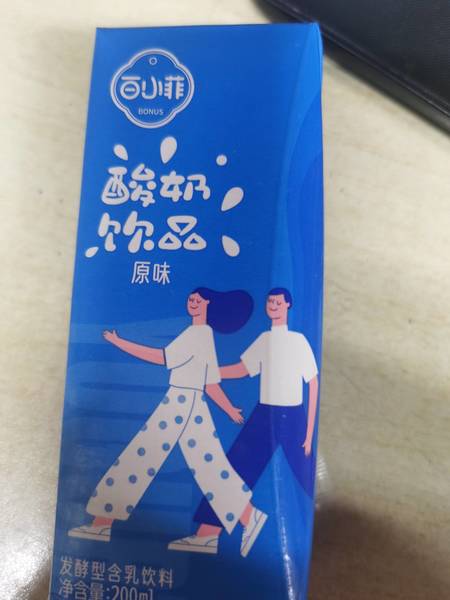 百小菲
BONUS
酸奶
饮品
原味
发酵型含乳饮料
净含量:200ml